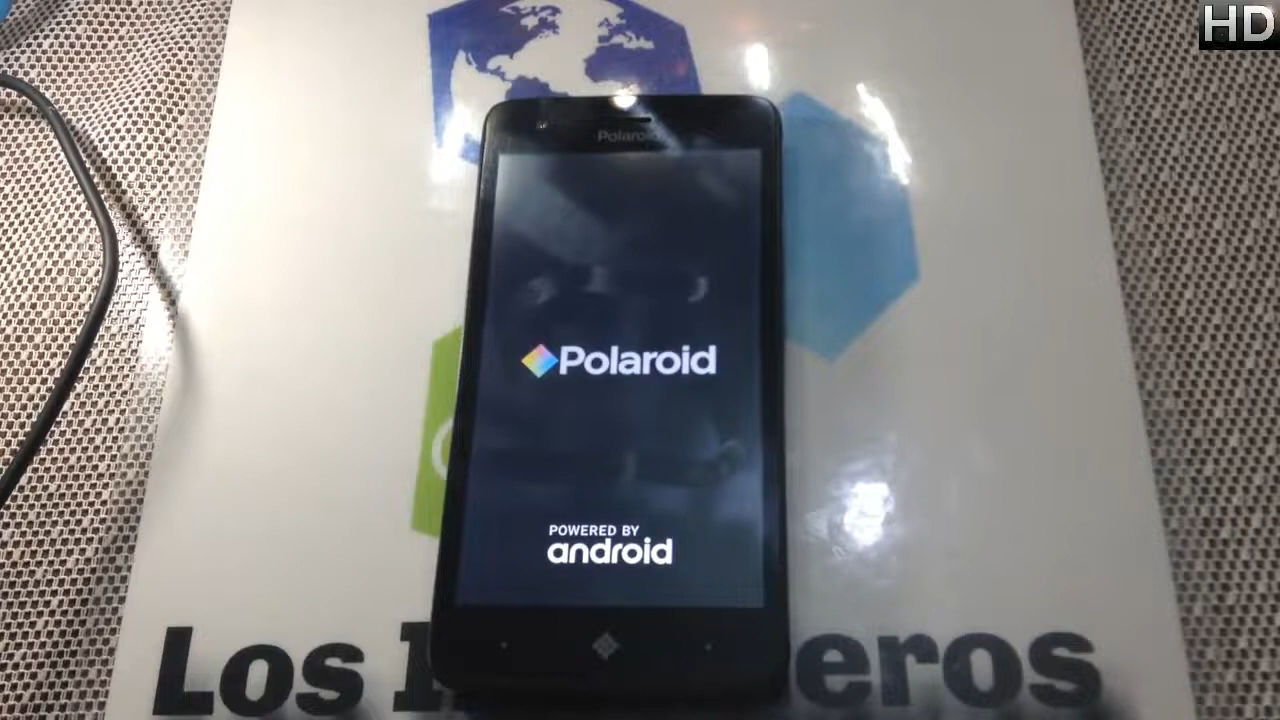 HD
Polaroid
Polaroid
POWERED BY
android
Los
eros